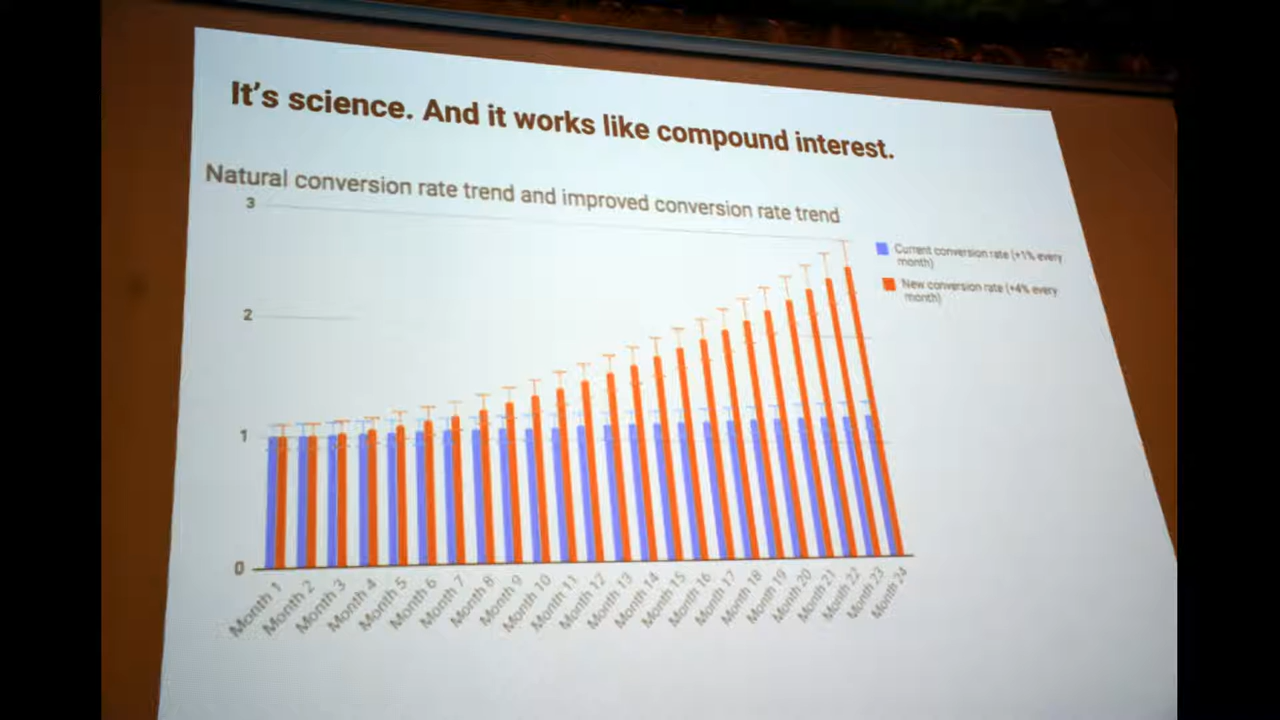 It's science. And it works like compound interest.
Natural conversion rate trend and improved conversion rate trend
3
2
1
0
Current conversion rate (+1% every
month)
New conversion rate (+4% every
month)
Month 1
Month 2
Month 3
Month 4
Month 5
Month 6
Month 7
Month 8
Month 9
Month 10
Month 11
Month 12
Month 13
Month 14
Month 15
Month 16
Month 17
Month 18
Month 19
Month 20
Month 21
Month 22
Month 23
Month 24